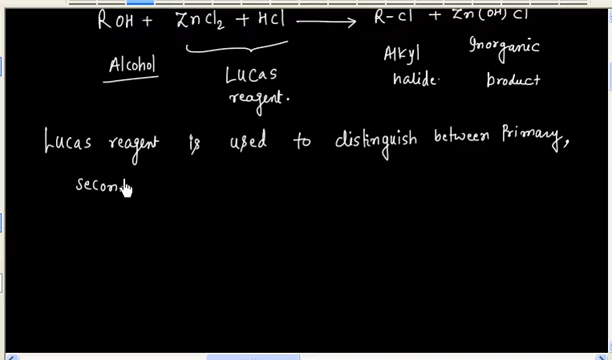 ROH + ZnCl2 + HCl ⟶ R-Cl + Zn(OH)Cl
Alcohol
Lucas
reagent.
Alkyl
halide.
Inorganic
product
Lucas reagent is used to distinguish between Primary,
secon